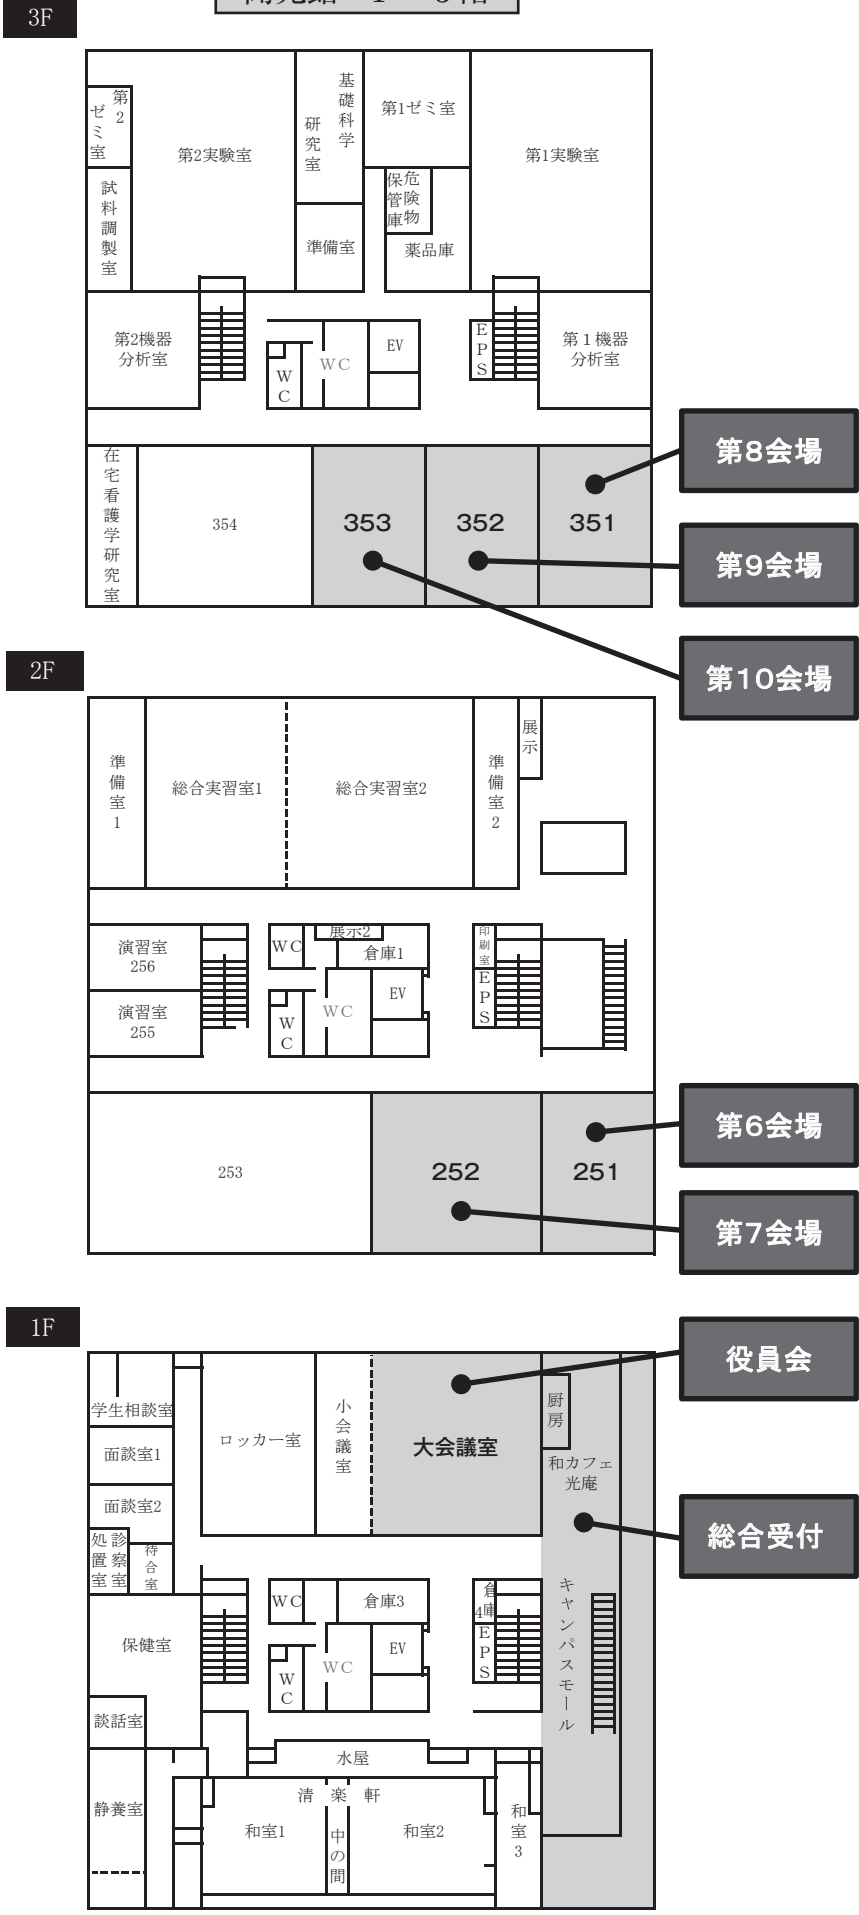 3F
第2
ゼミ室
試料調製室
第2実験室
基礎科学
研究室
準備室
第1ゼミ室
危険物
保管庫
薬品庫
第1実験室
第2機器
分析室
WC
WC
EV
EPS
第1機器
分析室
在宅看護学研究室
354
353
352
351
第8会場
第9会場
第10会場
2F
準備室1
総合実習室1
総合実習室2
準備室2
展示
演習室
256
演習室
255
WC
展示2
倉庫1
WC
WC
EV
印刷室
EPS
253
252
251
第6会場
第7会場
1F
学生相談室
面談室1
面談室2
診察室
処置室
待合室
ロッカー室
小会議室
大会議室
厨房
和カフェ
光庵
役員会
総合受付
保健室
談話室
静養室
WC
倉庫3
WC
WC
EV
倉庫4
EPS
キャンパスモール
水屋
清楽軒
和室1
中の間
和室2
和室3